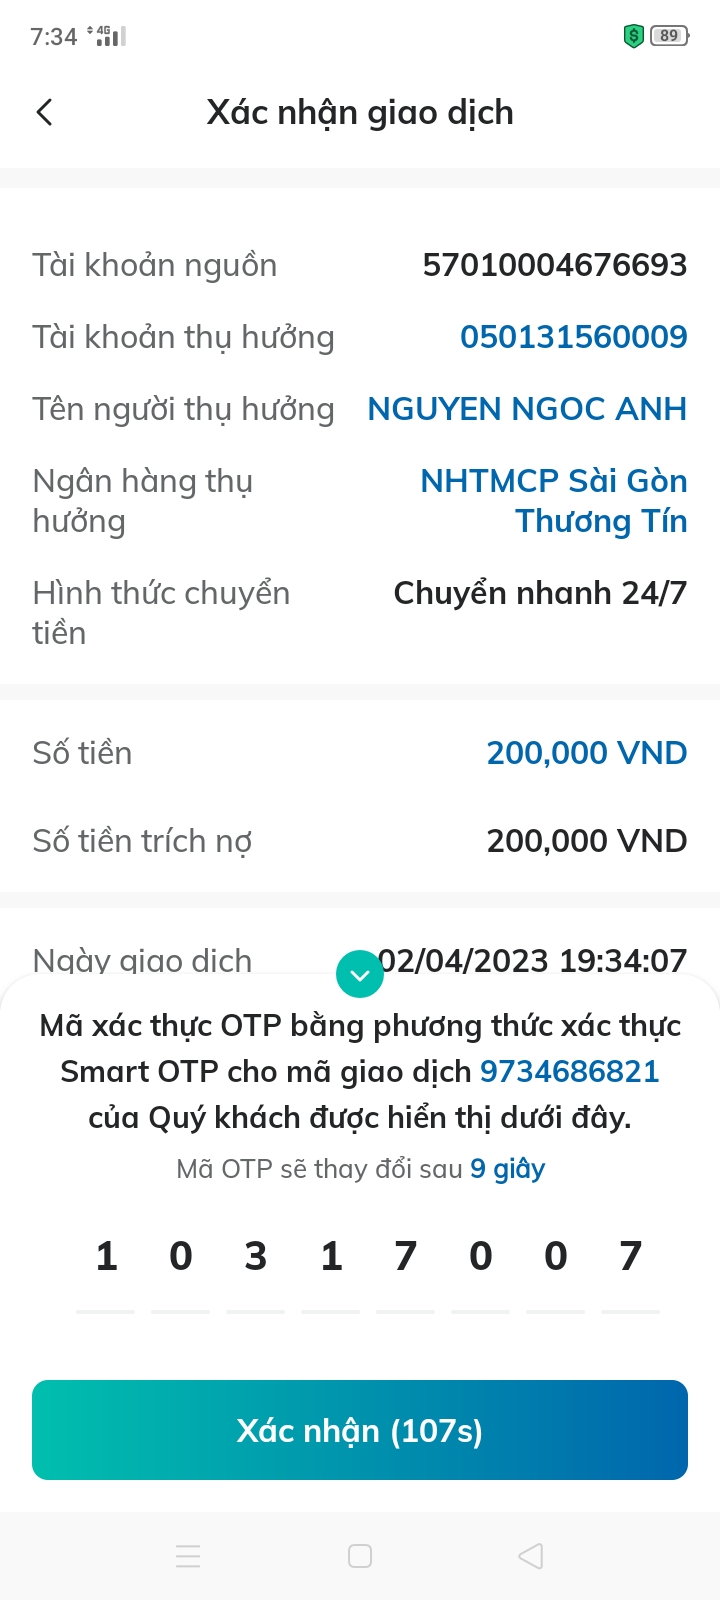 7:34 4G 89
Xác nhận giao dịch
Tài khoản nguồn 57010004676693
Tài khoản thụ hưởng 050131560009
Tên người thụ hưởng NGUYEN NGOC ANH
Ngân hàng thụ NHTMCP Sài Gòn
hưởng Thương Tín
Hình thức chuyển Chuyển nhanh 24/7
tiền
Số tiền 200,000 VND
Số tiền trích nợ 200,000 VND
Ngày giao dịch 02/04/2023 19:34:07
Mã xác thực OTP bằng phương thức xác thực
Smart OTP cho mã giao dịch 9734686821
của Quý khách được hiển thị dưới đây.
Mã OTP sẽ thay đổi sau 9 giây
1 0 3 1 7 0 0 7
Xác nhận (107s)